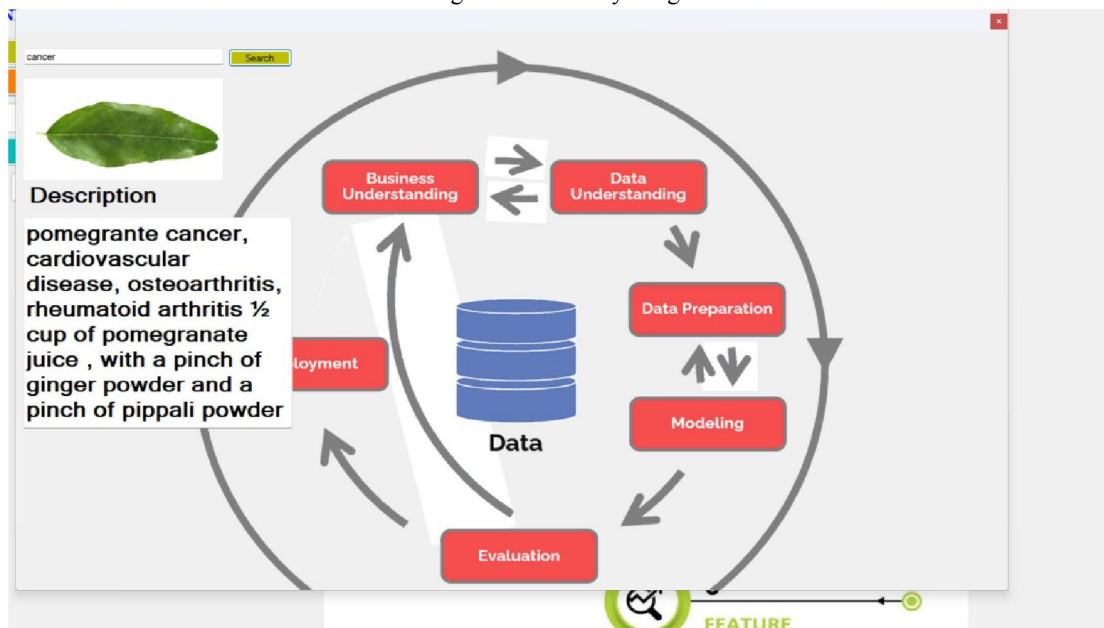 cancer
Search
Description
pomegrante cancer,
cardiovascular
disease, osteoarthritis,
rheumatoid arthritis ½
cup of pomegranate
juice , with a pinch of
ginger powder and a
pinch of pippali powder
Business
Understanding
Data
Understanding
Data Preparation
loyment
Modeling
Data
Evaluation
FEATURE